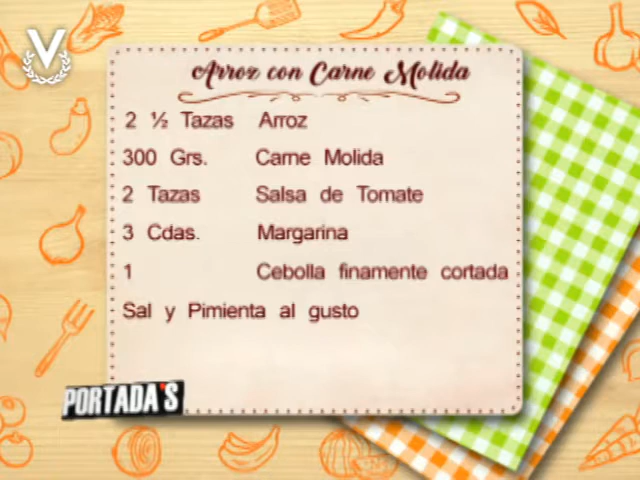 V
Arroz con Carne Molida
2 ½ Tazas Arroz
300 Grs. Carne Molida
2 Tazas Salsa de Tomate
3 Cdas. Margarina
1 Cebolla finamente cortada
Sal y Pimienta al gusto
PORTADA'S